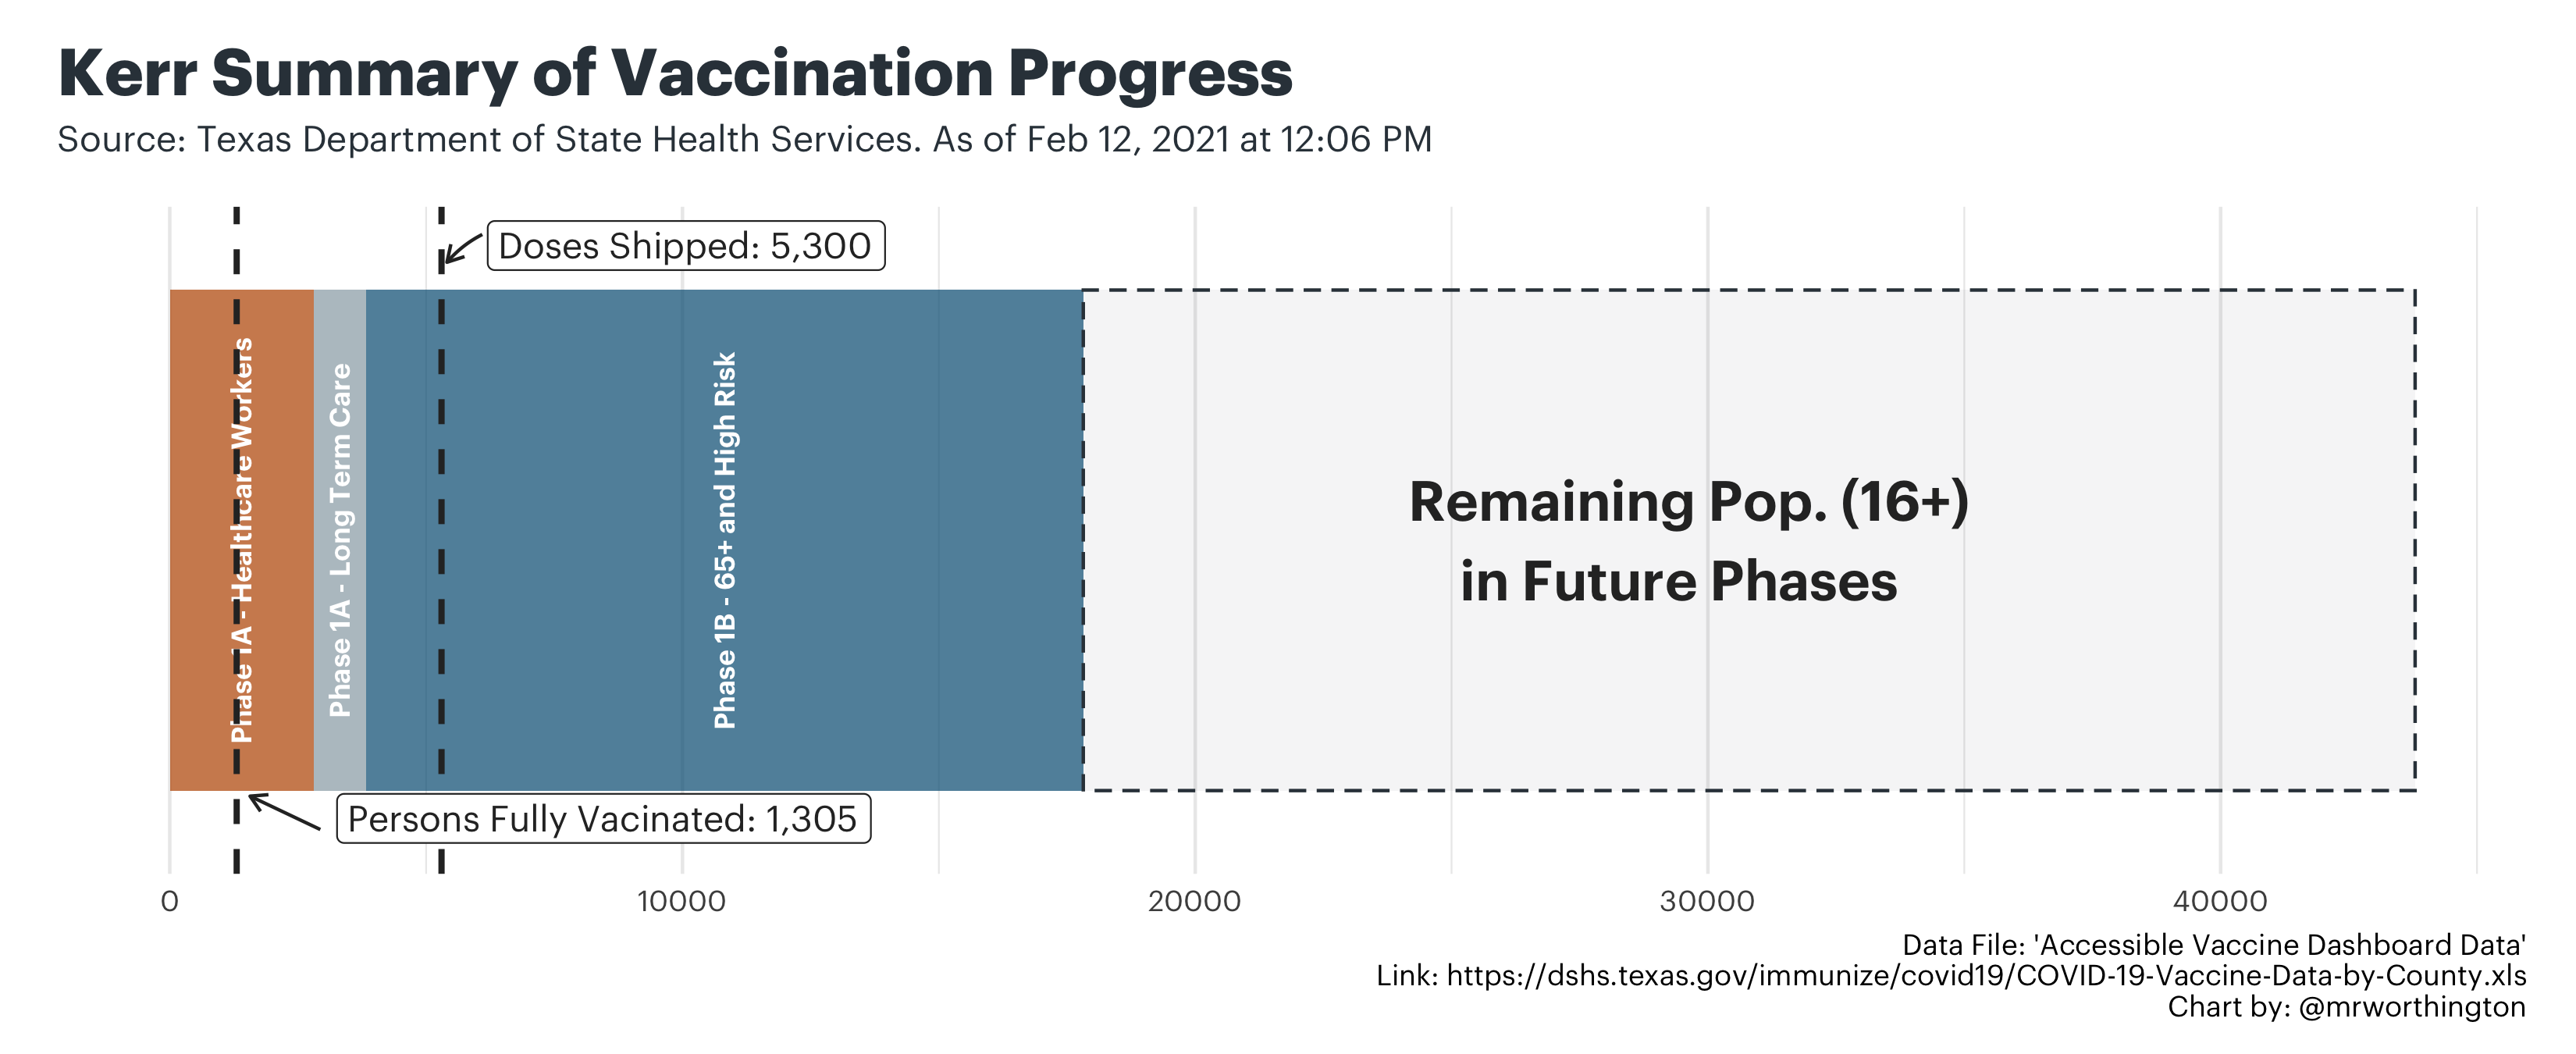 Kerr Summary of Vaccination Progress
Source: Texas Department of State Health Services. As of Feb 12, 2021 at 12:06 PM
Doses Shipped: 5,300
Phase 1A - Healthcare Workers
Phase 1A - Long Term Care
Phase 1B - 65+ and High Risk
Remaining Pop. (16+)
in Future Phases
Persons Fully Vacinated: 1,305
0 10000 20000 30000 40000
Data File: 'Accessible Vaccine Dashboard Data'
Link: https://dshs.texas.gov/immunize/covid19/COVID-19-Vaccine-Data-by-County.xls
Chart by: @mrworthington